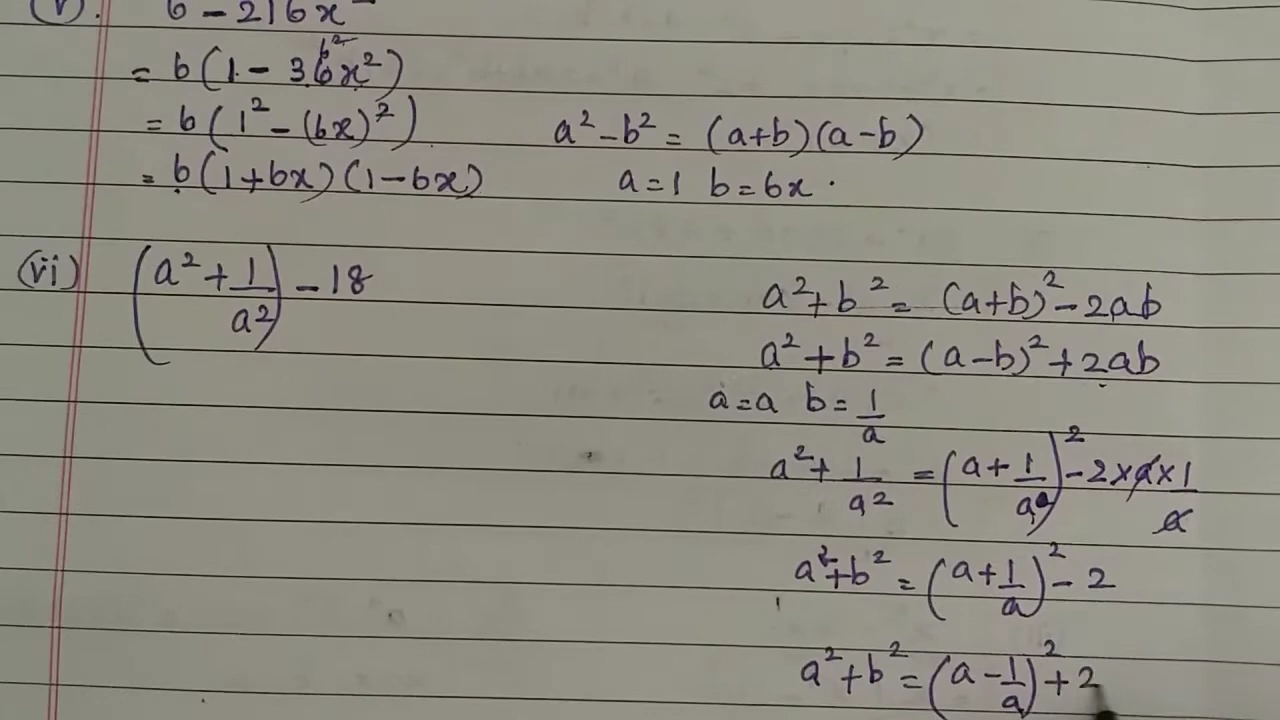 (v). 6 - 216x²
= 6(1 - 36x²) 6²
= 6(1² - (6x)²) a² - b² = (a+b)(a-b)
= 6(1+6x)(1-6x) a=1 b=6x.
(vi) (a² + 1/a²) - 18
a²+b² = (a+b)² - 2ab
a²+b² = (a-b)² + 2ab
a=a b=1/a
a² + 1/a² = (a + 1/a)² - 2×a×1/a
a²+b² = (a + 1/a)² - 2
a²+b² = (a - 1/a)² + 2